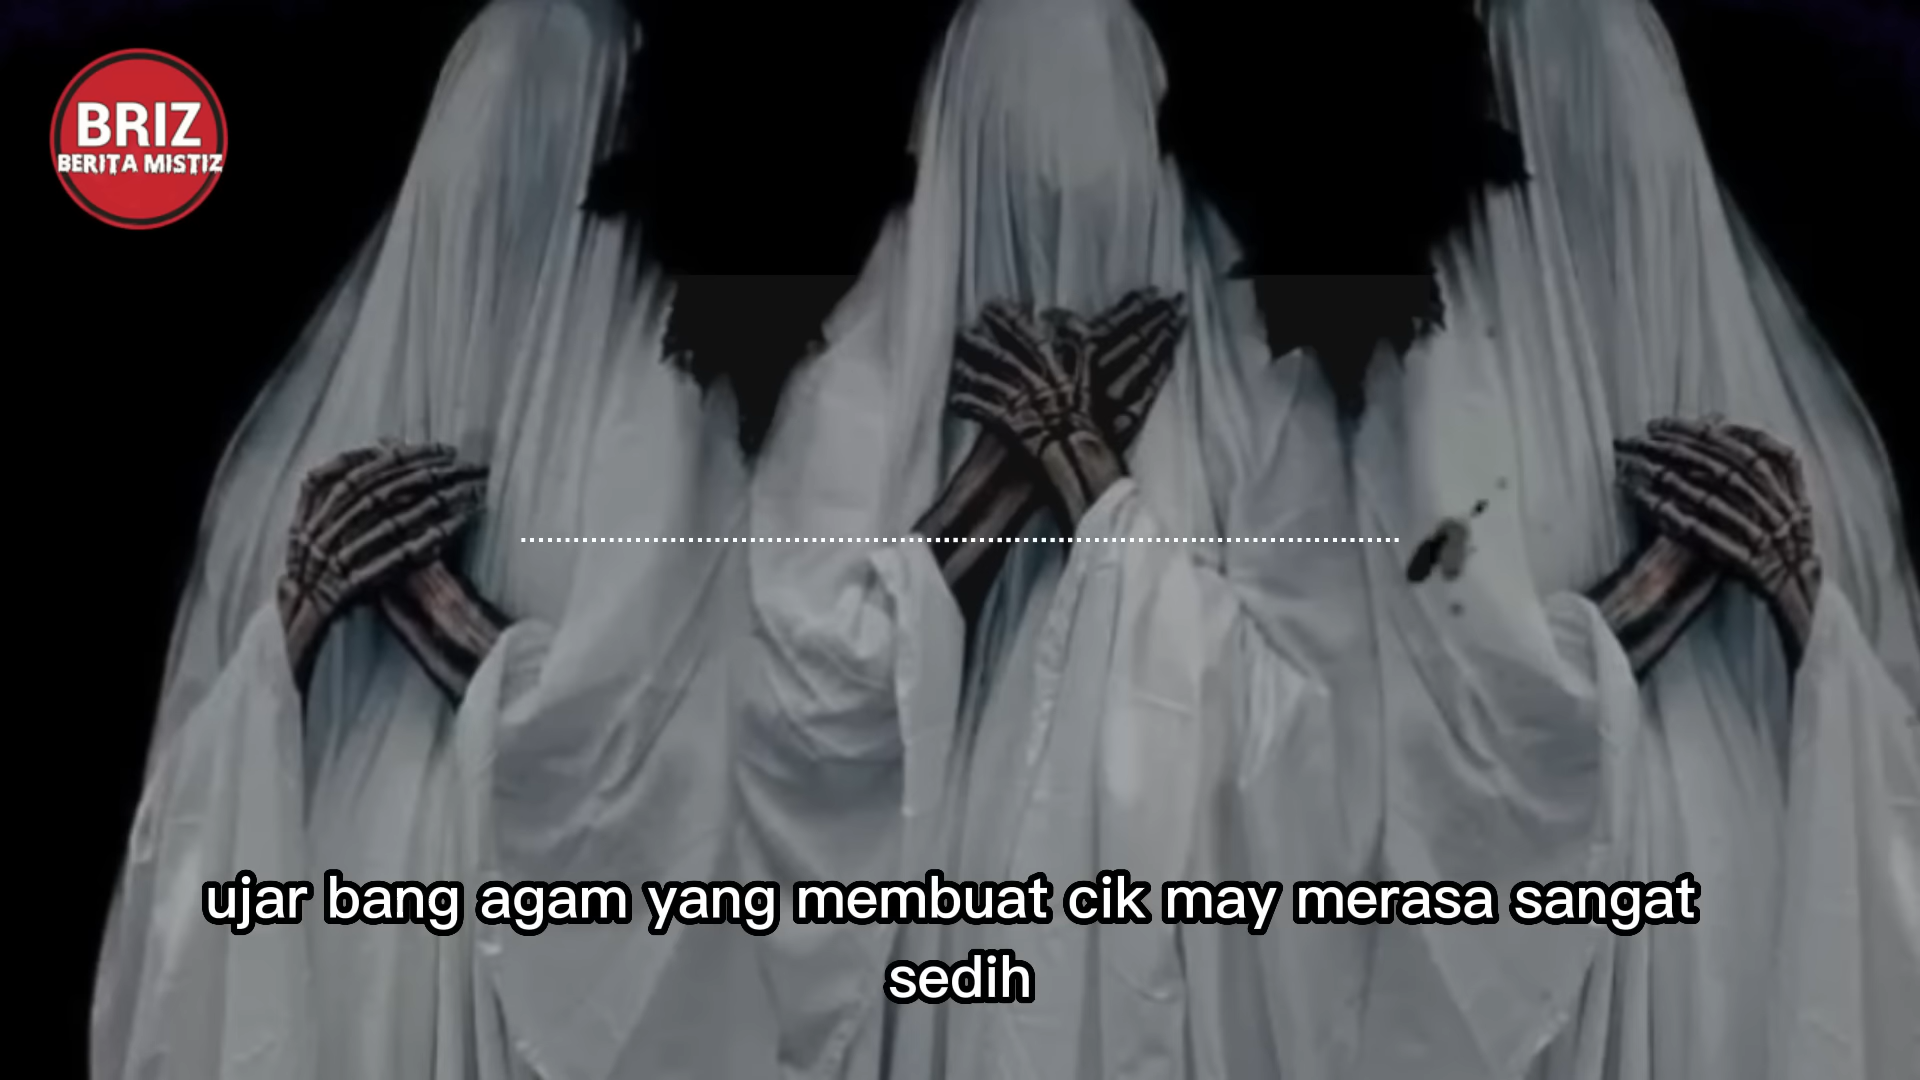 BRIZ
BERITA MISTIZ
ujar bang agam yang membuat cik may merasa sangat
sedih